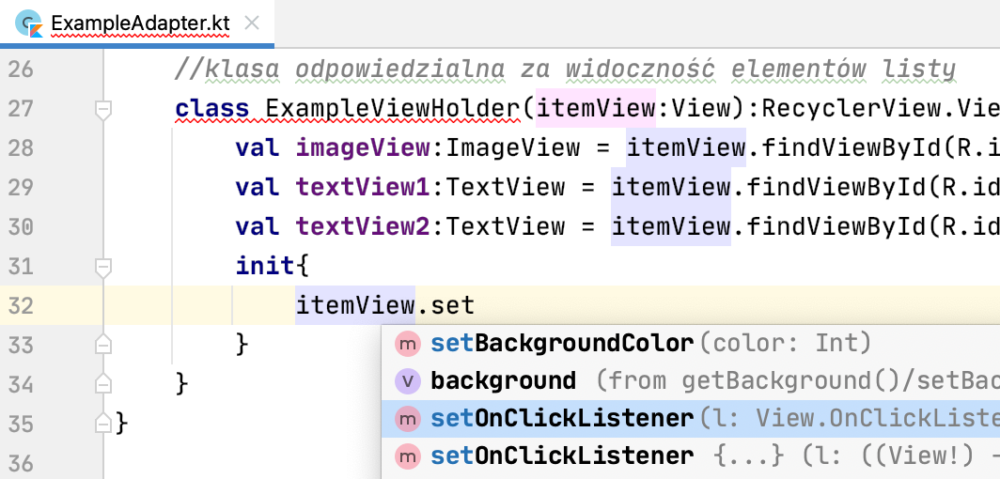 ExampleAdapter.kt
26 //klasa odpowiedzialna za widoczność elementów listy
27 class ExampleViewHolder(itemView:View):RecyclerView.Vie
28 val imageView:ImageView = itemView.findViewById(R.i
29 val textView1:TextView = itemView.findViewById(R.id
30 val textView2:TextView = itemView.findViewById(R.id
31 init{
32 itemView.set
33 }
34 }
35 }
36
m setBackgroundColor(color: Int)
v background (from getBackground()/setBac
m setOnClickListener(l: View.OnClickListe
m setOnClickListener {...} (l: ((View!) -